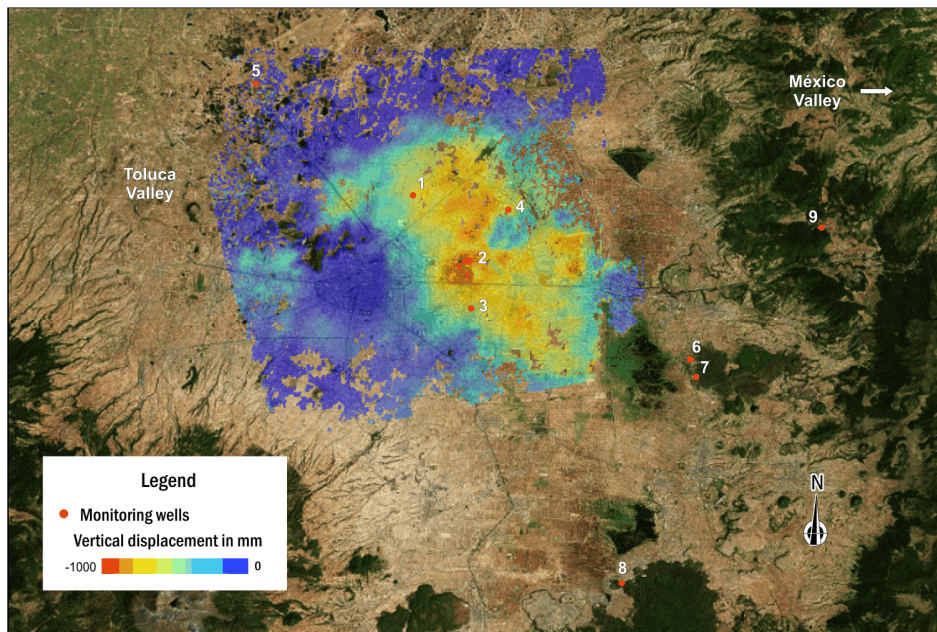 5
México
Valley
Toluca
Valley
1
4
9
2
3
6
7
Legend
Monitoring wells
Vertical displacement in mm
-1000
0
N
8